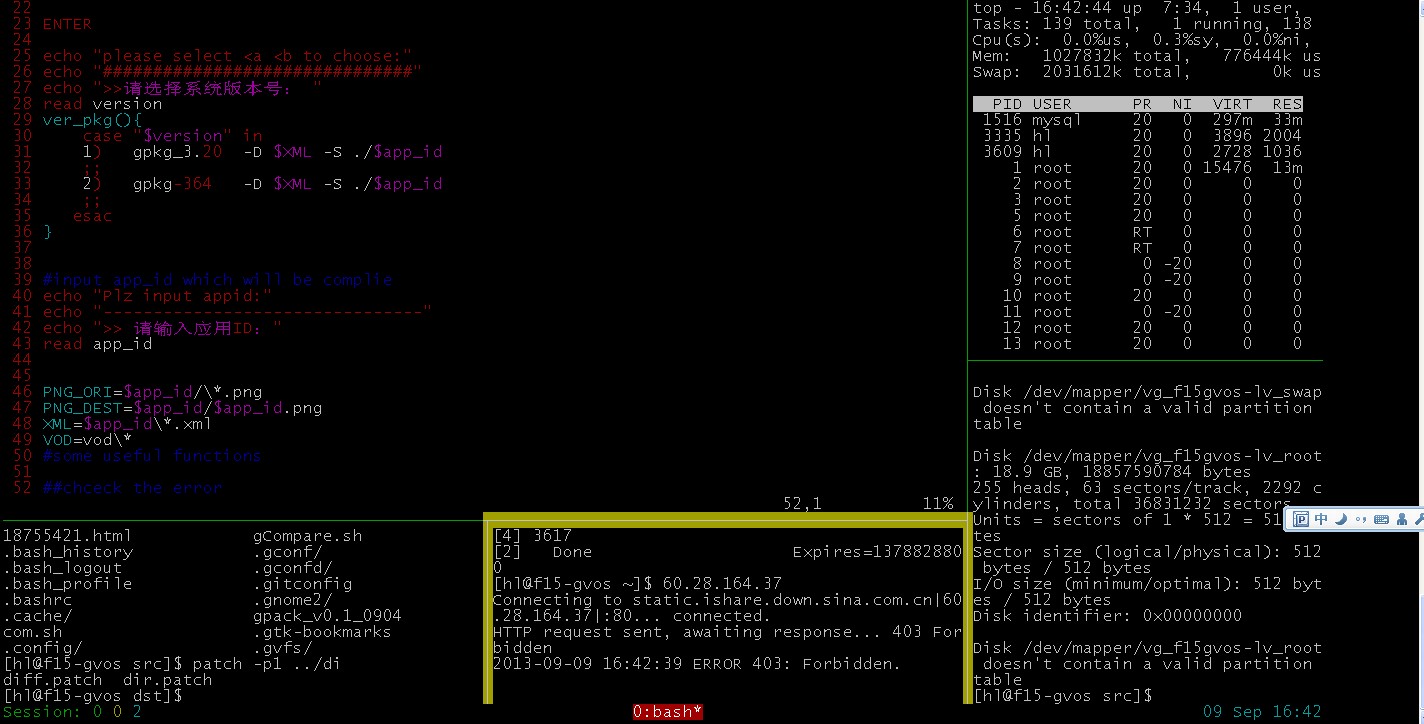 22
23 ENTER
24
25 echo "please select <a <b to choose:"
26 echo "###############################"
27 echo ">>请选择系统版本号： "
28 read version
29 ver_pkg(){
30     case "$version" in
31     1)   gpkg_3.20  -D $XML -S ./$app_id
32     ;;
33     2)   gpkg-364   -D $XML -S ./$app_id
34     ;;
35    esac
36 }
37
38
39 #input app_id which will be complie
40 echo "Plz input appid:"
41 echo "--------------------------------"
42 echo ">> 请输入应用ID： "
43 read app_id
44
45
46 PNG_ORI=$app_id/\*.png
47 PNG_DEST=$app_id/$app_id.png
48 XML=$app_id\*.xml
49 VOD=vod\*
50 #some useful functions
51
52 ##chceck the error
52,1          11%
top - 16:42:44 up  7:34,  1 user,
Tasks: 139 total,   1 running, 138
Cpu(s):  0.0%us,  0.3%sy,  0.0%ni,
Mem:   1027832k total,   776444k us
Swap:  2031612k total,        0k us
PID USER      PR  NI  VIRT  RES
1516 mysql     20   0  297m  33m
3335 hl        20   0  3896 2004
3609 hl        20   0  2728 1036
1 root      20   0 15476  13m
2 root      20   0     0    0
3 root      20   0     0    0
5 root      20   0     0    0
6 root      RT   0     0    0
7 root      RT   0     0    0
8 root       0 -20     0    0
9 root       0 -20     0    0
10 root      20   0     0    0
11 root       0 -20     0    0
12 root      20   0     0    0
13 root      20   0     0    0
18755421.html            gCompare.sh
.bash_history            .gconf/
.bash_logout             .gconfd/
.bash_profile            .gitconfig
.bashrc                  .gnome2/
.cache/                  gpack_v0.1_0904
com.sh                   .gtk-bookmarks
.config/                 .gvfs/
[hl@f15-gvos src]$ patch -p1 ../di
diff.patch  dir.patch
[hl@f15-gvos dst]$
[4] 3617
[2]   Done                    Expires=137882880
0
[hl@f15-gvos ~]$ 60.28.164.37
Connecting to static.ishare.down.sina.com.cn|60
.28.164.37|:80... connected.
HTTP request sent, awaiting response... 403 For
bidden
2013-09-09 16:42:39 ERROR 403: Forbidden.
Disk /dev/mapper/vg_f15gvos-lv_swap
doesn't contain a valid partition
table
Disk /dev/mapper/vg_f15gvos-lv_root
: 18.9 GB, 18857590784 bytes
255 heads, 63 sectors/track, 2292 c
ylinders, total 36831232 sectors
Units = sectors of 1 * 512 = 51
tes
Sector size (logical/physical): 512
bytes / 512 bytes
I/O size (minimum/optimal): 512 byt
es / 512 bytes
Disk identifier: 0x00000000
Disk /dev/mapper/vg_f15gvos-lv_root
doesn't contain a valid partition
table
[hl@f15-gvos src]$
中
Session: 0 0 2
0:bash*
09 Sep 16:42